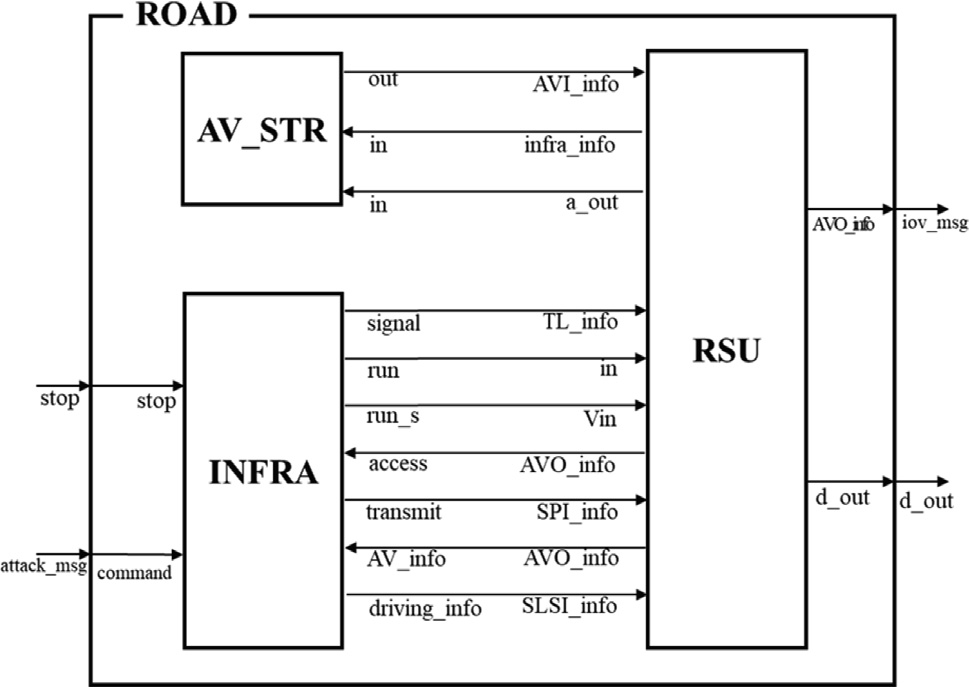 ROAD
out AVI_info
AV_STR
in infra_info
in a_out
AVO_info iov_msg
signal TL_info
RSU
run in
stop stop
run_s Vin
access AVO_info
INFRA
d_out d_out
transmit SPI_info
AV_info AVO_info
attack_msg command
driving_info SLSI_info